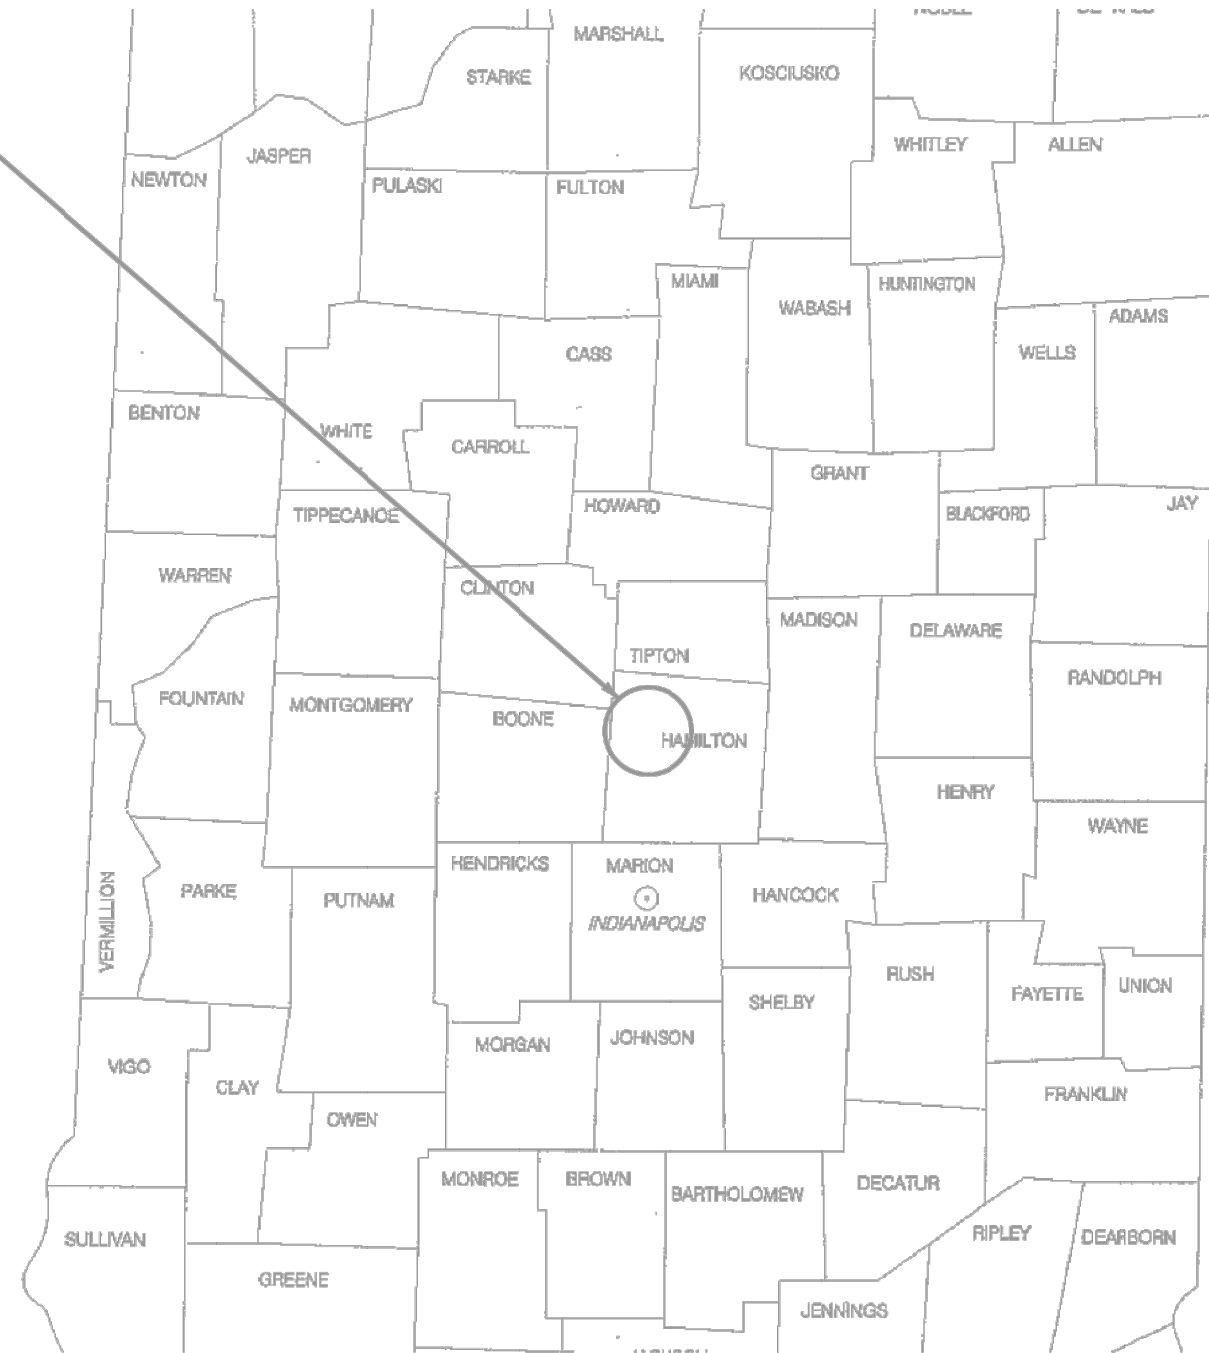 MARSHALL
KOSCIUSKO
STARKE
WHITLEY
ALLEN
JASPER
NEWTON
PULASKI
FULTON
MIAMI
HUNTINGTON
WABASH
ADAMS
CASS
WELLS
BENTON
WHITE
CARROLL
GRANT
HOWARD
JAY
TIPPECANOE
BLACKFORD
WARREN
CLINTON
MADISON
DELAWARE
TIPTON
RANDOLPH
FOUNTAIN
MONTGOMERY
BOONE
HAMILTON
HENRY
WAYNE
HENDRICKS
MARION
PARKE
PUTNAM
HANCOCK
VERMILLION
INDIANAPOLIS
RUSH
UNION
FAYETTE
SHELBY
JOHNSON
MORGAN
VIGO
CLAY
FRANKLIN
OWEN
MONROE
BROWN
DECATUR
BARTHOLOMEW
RIPLEY
DEARBORN
SULLIVAN
GREENE
JENNINGS